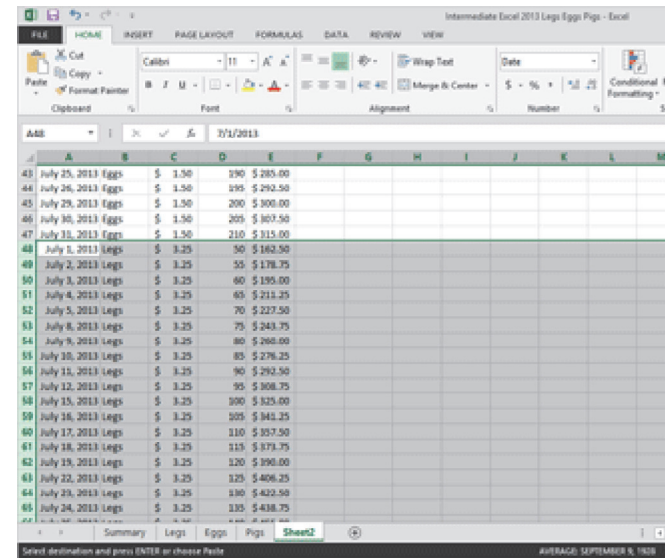 Intermediate Excel 2013 Legs Eggs Pigs - Excel
FILE HOME INSERT PAGE LAYOUT FORMULAS DATA REVIEW VIEW
Cut
Calibri 11 A A Wrap Text Date
Copy
Paste B I U A Merge & Center $ % Conditional
Format Painter Formatting
Clipboard Font Alignment Number
A48 fx 7/1/2013
A B C D E F G H I J K L M
43 July 25, 2013 Eggs $ 1.50 190 $ 285.00
44 July 26, 2013 Eggs $ 1.50 195 $ 292.50
45 July 29, 2013 Eggs $ 1.50 200 $ 300.00
46 July 30, 2013 Eggs $ 1.50 205 $ 307.50
47 July 31, 2013 Eggs $ 1.50 210 $ 315.00
48 July 1, 2013 Legs $ 3.25 50 $ 162.50
49 July 2, 2013 Legs $ 3.25 55 $ 178.75
50 July 3, 2013 Legs $ 3.25 60 $ 195.00
51 July 4, 2013 Legs $ 3.25 65 $ 211.25
52 July 5, 2013 Legs $ 3.25 70 $ 227.50
53 July 8, 2013 Legs $ 3.25 75 $ 243.75
54 July 9, 2013 Legs $ 3.25 80 $ 260.00
55 July 10, 2013 Legs $ 3.25 85 $ 276.25
56 July 11, 2013 Legs $ 3.25 90 $ 292.50
57 July 12, 2013 Legs $ 3.25 95 $ 308.75
58 July 15, 2013 Legs $ 3.25 100 $ 325.00
59 July 16, 2013 Legs $ 3.25 105 $ 341.25
60 July 17, 2013 Legs $ 3.25 110 $ 357.50
61 July 18, 2013 Legs $ 3.25 115 $ 373.75
62 July 19, 2013 Legs $ 3.25 120 $ 390.00
63 July 22, 2013 Legs $ 3.25 125 $ 406.25
64 July 23, 2013 Legs $ 3.25 130 $ 422.50
65 July 24, 2013 Legs $ 3.25 135 $ 438.75
Summary Legs Eggs Pigs Sheet2
Select destination and press ENTER or choose Paste AVERAGE: SEPTEMBER 9, 1928